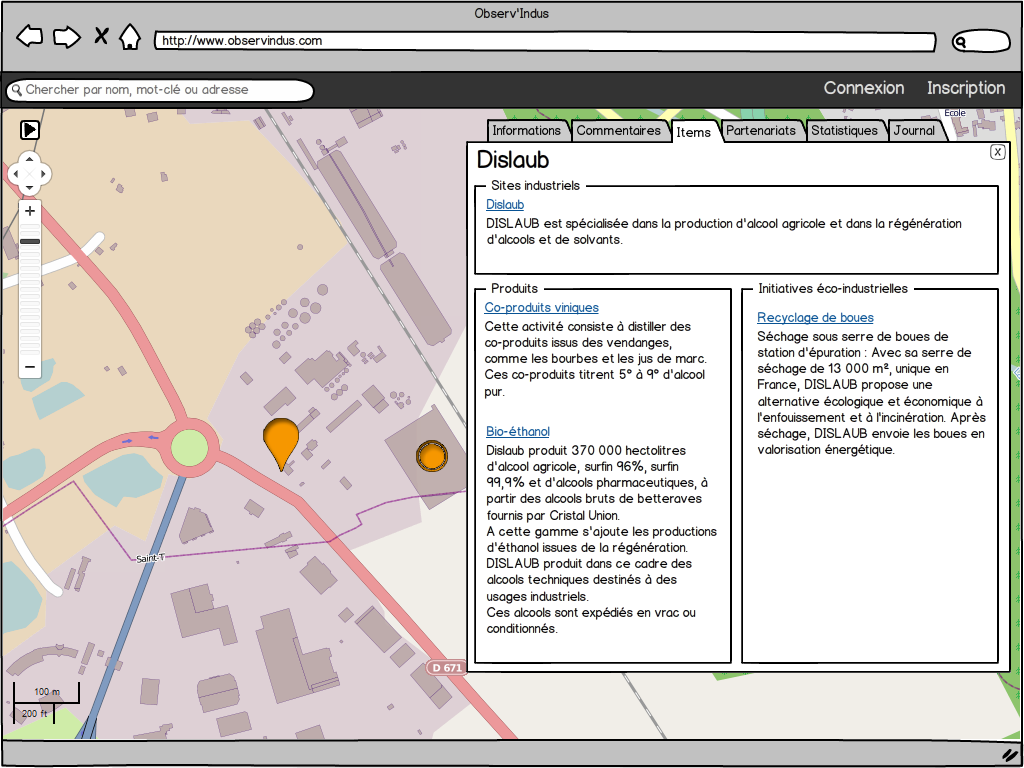 Observ'Indus
http://www.observindus.com
Chercher par nom, mot-clé ou adresse
Connexion
Inscription
École
Informations
Commentaires
Items
Partenariats
Statistiques
Journal
Dislaub
X
Sites industriels
Dislaub
DISLAUB est spécialisée dans la production d'alcool agricole et dans la régénération
d'alcools et de solvants.
Produits
Co-produits viniques
Cette activité consiste à distiller des
co-produits issus des vendanges,
comme les bourbes et les jus de marc.
Ces co-produits titrent 5° à 9° d'alcool
pur.
Bio-éthanol
Dislaub produit 370 000 hectolitres
d'alcool agricole, surfin 96%, surfin
99,9% et d'alcools pharmaceutiques, à
partir des alcools bruts de betteraves
fournis par Cristal Union.
A cette gamme s'ajoute les productions
d'éthanol issues de la régénération.
DISLAUB produit dans ce cadre des
alcools techniques destinés à des
usages industriels.
Ces alcools sont expédiés en vrac ou
conditionnés.
Initiatives éco-industrielles
Recyclage de boues
Séchage sous serre de boues de
station d'épuration : Avec sa serre de
séchage de 13 000 m², unique en
France, DISLAUB propose une
alternative écologique et économique à
l'enfouissement et à l'incinération. Après
séchage, DISLAUB envoie les boues en
valorisation énergétique.
Saint-T
D 671
100 m
200 ft